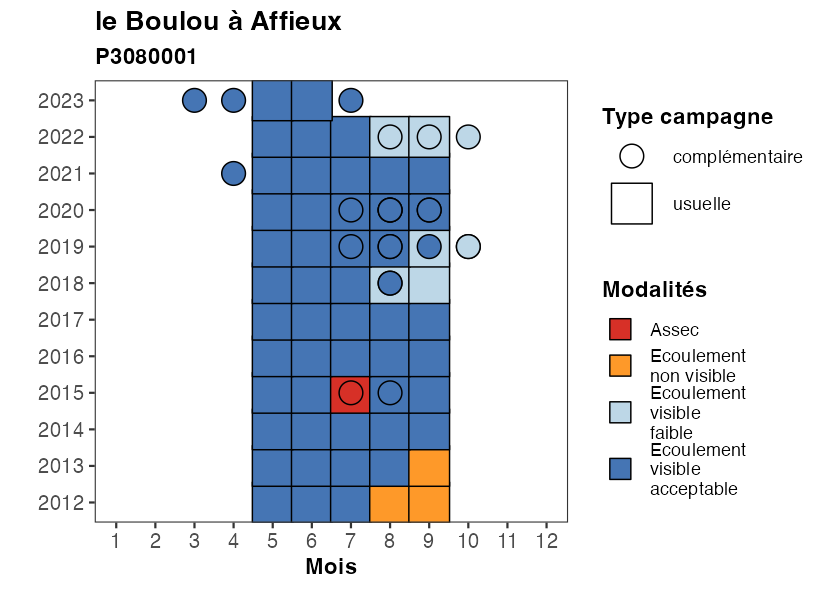 le Boulou à Affieux
P3080001
2023
2022
2021
2020
2019
2018
2017
2016
2015
2014
2013
2012
1 2 3 4 5 6 7 8 9 10 11 12
Mois
Type campagne
complémentaire
usuelle
Modalités
Assec
Ecoulement
non visible
Ecoulement
visible
faible
Ecoulement
visible
acceptable